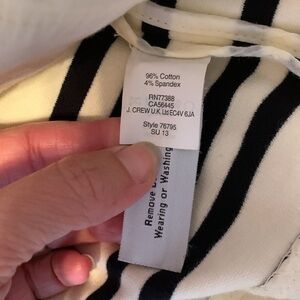 96% Cotton
4% Spandex
RN77388
CA56445
J. CREW U.K. Ltd EC4V 6JA
Style 76795
SU 13
Remove
Wearing or Washing